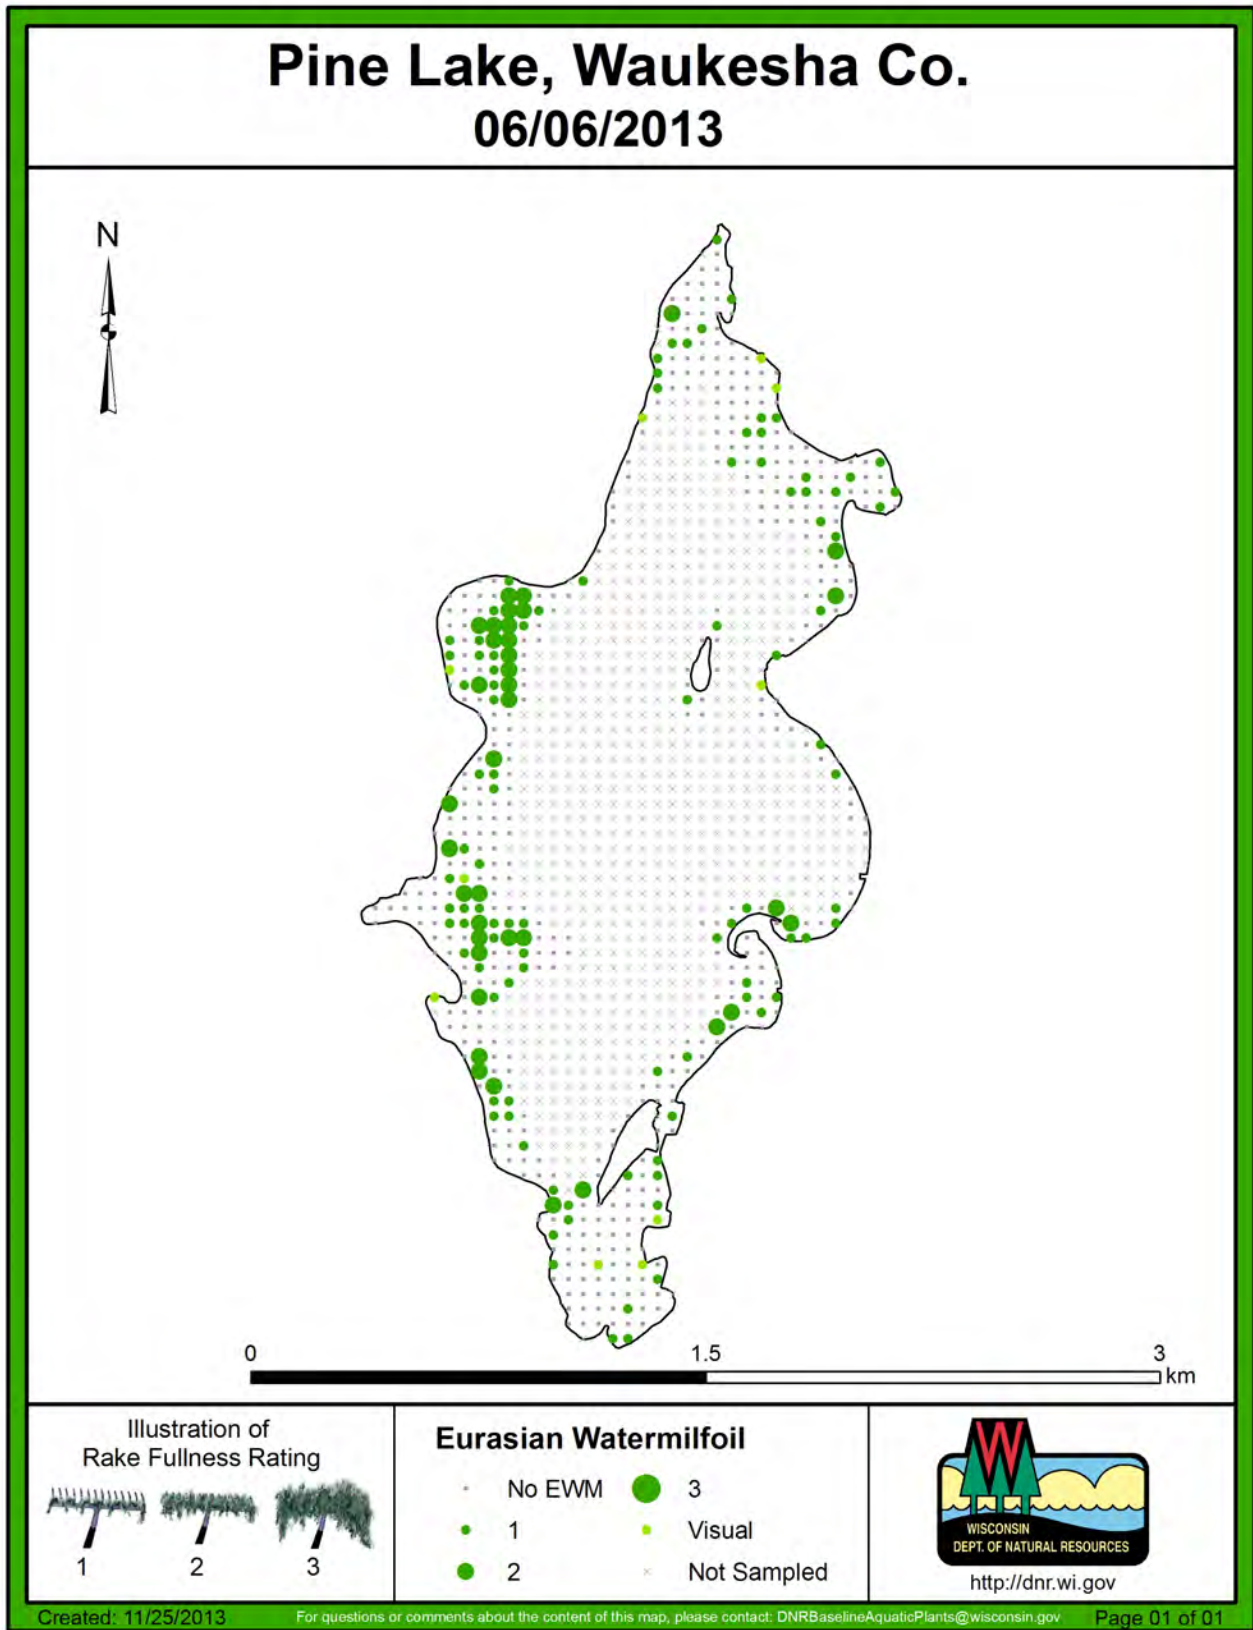 Pine Lake, Waukesha Co.
06/06/2013
N
0 1.5 3
km
Illustration of
Rake Fullness Rating
1 2 3
Eurasian Watermilfoil
No EWM 3
1 Visual
2 Not Sampled
W
WISCONSIN
DEPT. OF NATURAL RESOURCES
http://dnr.wi.gov
Created: 11/25/2013 For questions or comments about the content of this map, please contact: DNRBaselineAquaticPlants@wisconsin.gov Page 01 of 01